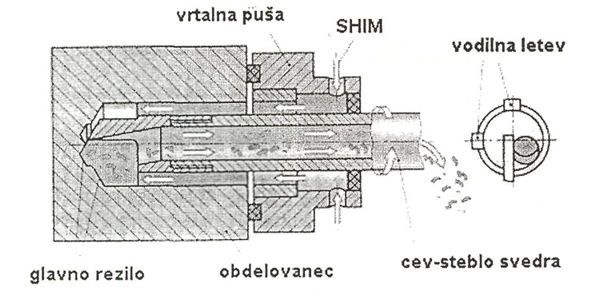 vrtalna puša
SHIM
vodilna letev
glavno rezilo
obdelovanec
cev-steblo svedra